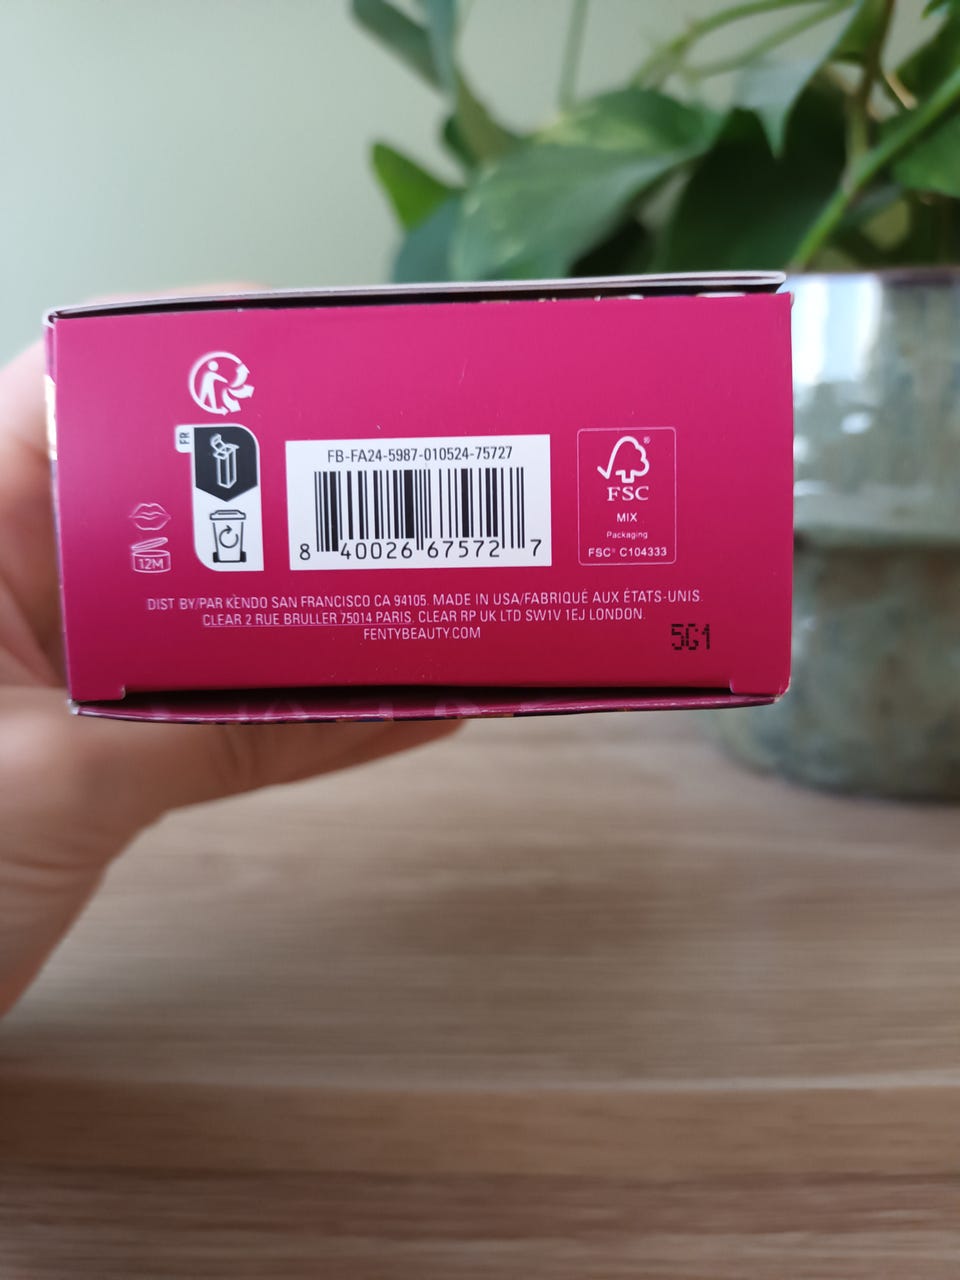 FR
FB-FA24-5987-010524-75727
8 40026 67572 7
12M
®
FSC
MIX
Packaging
FSC® C104333
DIST BY/PAR KENDO SAN FRANCISCO CA 94105. MADE IN USA/FABRIQUÉ AUX ÉTATS-UNIS.
CLEAR 2 RUE BRULLER 75014 PARIS. CLEAR RP UK LTD SW1V 1EJ LONDON.
FENTYBEAUTY.COM
5G1